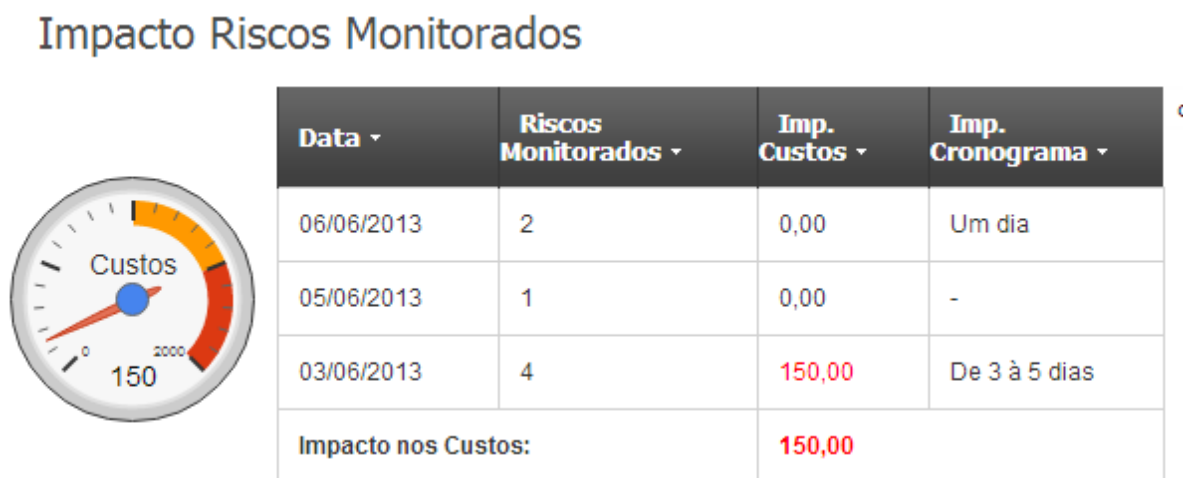 Impacto Riscos Monitorados
Data
Riscos
Monitorados
Imp.
Custos
Imp.
Cronograma
06/06/2013 2 0,00 Um dia
05/06/2013 1 0,00 -
03/06/2013 4 150,00 De 3 à 5 dias
Impacto nos Custos: 150,00
Custos
0 2000
150